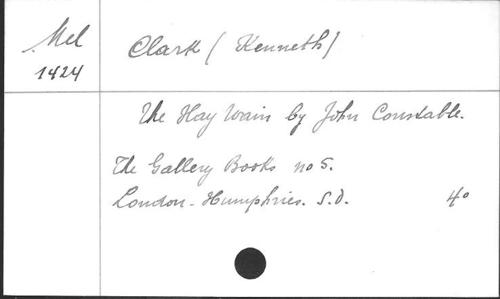 Mel
1424
Clark (Kenneth)
The Hay Wain by John Constable.
The Gallery Books no 5.
London - Humphries. S.d. 4°